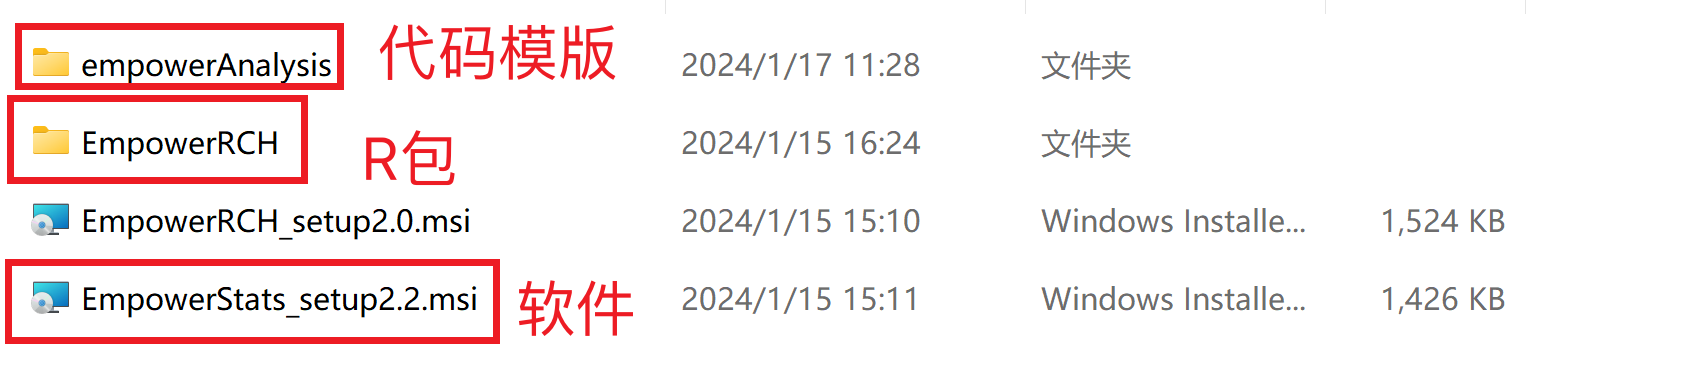 empowerAnalysis 代码模版 2024/1/17 11:28 文件夹
EmpowerRCH R包 2024/1/15 16:24 文件夹
EmpowerRCH_setup2.0.msi 2024/1/15 15:10 Windows Installe... 1,524 KB
EmpowerStats_setup2.2.msi 软件 2024/1/15 15:11 Windows Installe... 1,426 KB